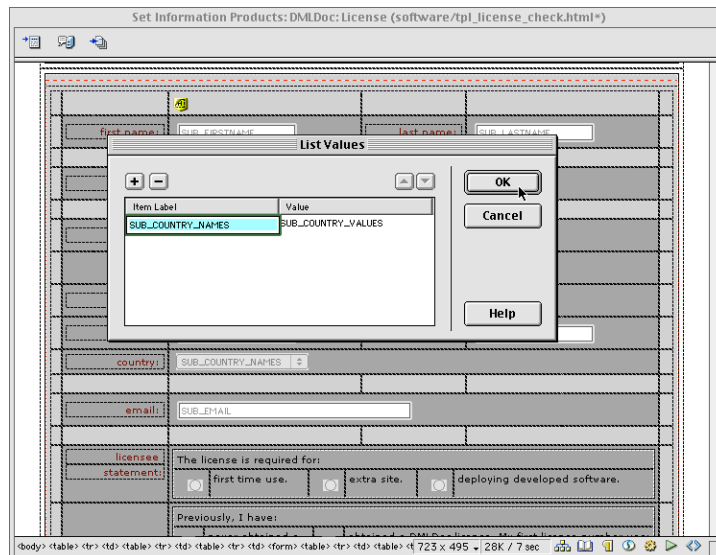 Set Information Products: DMLDoc: License (software/tpl_license_check.html*)
first name: SUB_FIRSTNAME last name: SUB_LASTNAME
List Values
OK
Item Label Value
SUB_COUNTRY_NAMES SUB_COUNTRY_VALUES
Cancel
Help
country: SUB_COUNTRY_NAMES
email: SUB_EMAIL
licensee The license is required for:
statement: first time use. extra site. deploying developed software.
Previously, I have:
<body> <table> <tr> <td> <table> <tr> <td> <table> <tr> <td> <form> <table> <tr> <td> <table> <t 723 x 495 28K / 7 sec